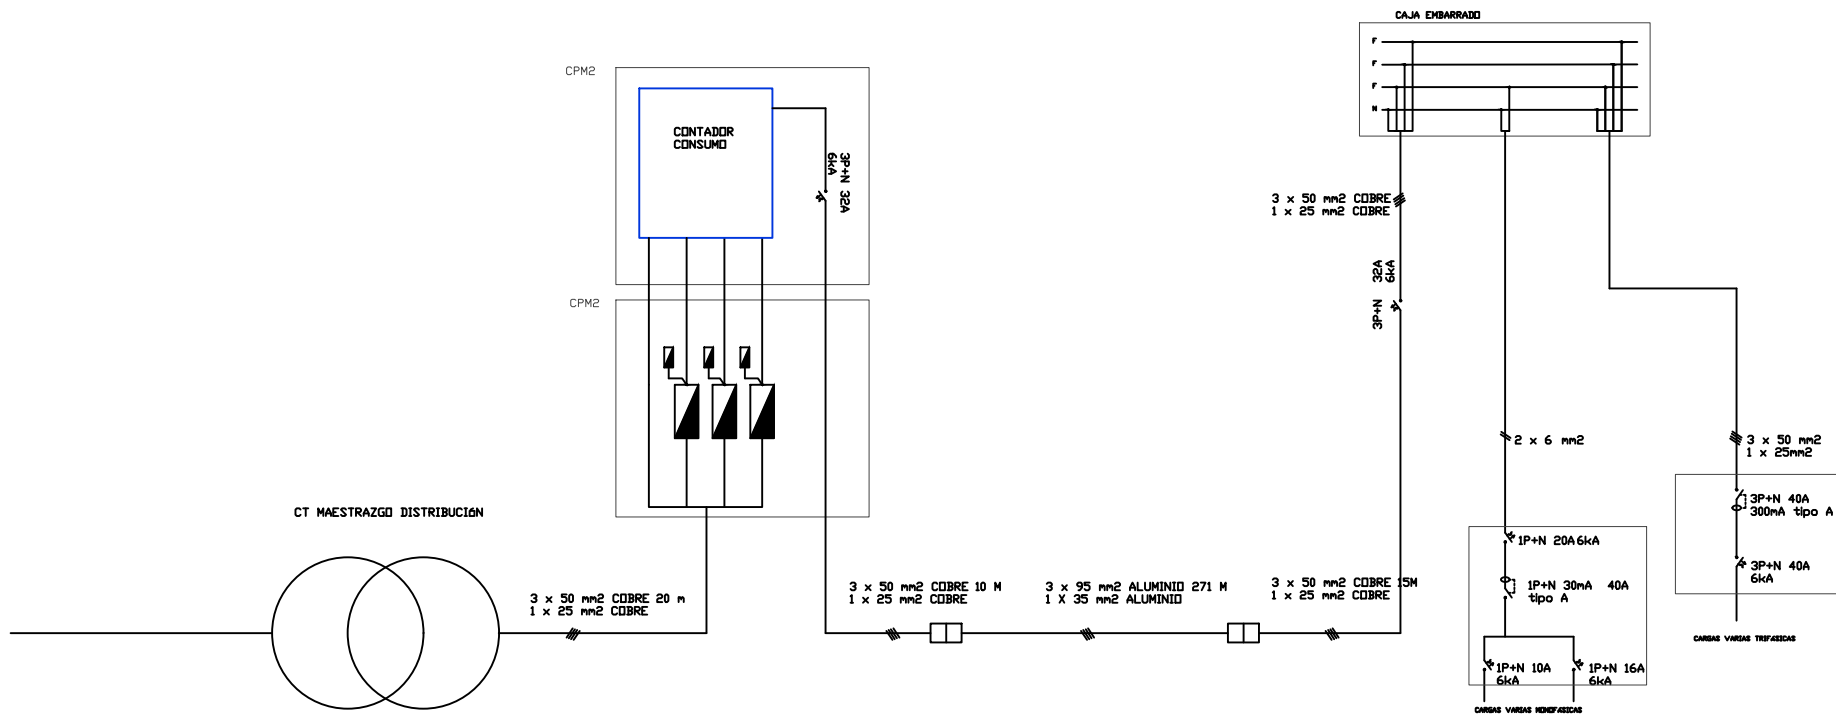 CAJA EMBARRADO
F
F
F
N
CPM2
CONTADOR
CONSUMO
3P+N 32A
6kA
CPM2
3 x 50 mm2 COBRE
1 x 25 mm2 COBRE
3P+N 32A
6kA
2 x 6 mm2
3 x 50 mm2
1 x 25mm2
CT MAESTRAZGO DISTRIBUCIóN
3P+N 40A
300mA tipo A
3P+N 40A
6kA
1P+N 20A 6kA
1P+N 30mA 40A
tipo A
3 x 50 mm2 COBRE 20 m
1 x 25 mm2 COBRE
3 x 50 mm2 COBRE 10 M
1 x 25 mm2 COBRE
3 x 95 mm2 ALUMINIO 271 M
1 X 35 mm2 ALUMINIO
3 x 50 mm2 COBRE 15M
1 x 25 mm2 COBRE
CARGAS VARIAS TRIFASICAS
1P+N 10A
6kA
1P+N 16A
6kA
CARGAS VARIAS MONOFASICAS